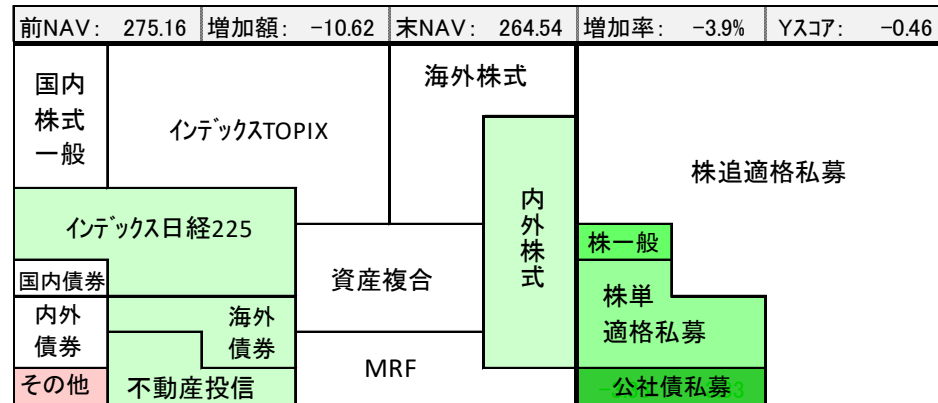 前NAV: 275.16 増加額: -10.62 末NAV: 264.54 増加率: -3.9% Yスコア: -0.46
国内
株式
一般
インデックスTOPIX
海外株式
株追適格私募
インデックス日経225
内外株式
株一般
国内債券
資産複合
株単
適格私募
内外
債券
海外
債券
MRF
その他
不動産投信
公社債私募